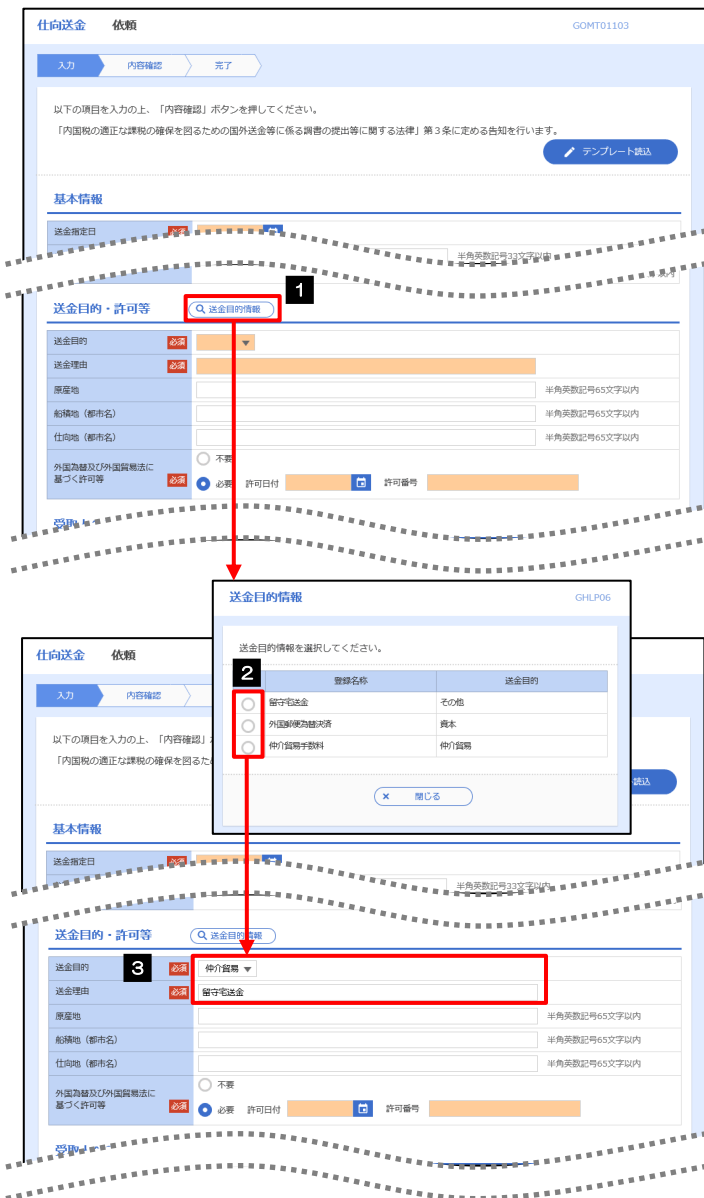 仕向送金 依頼 GOMT01103
入力 内容確認 完了
以下の項目を入力の上、「内容確認」ボタンを押してください。
「内国税の適正な課税の確保を図るための国外送金等に係る調書の提出等に関する法律」第３条に定める告知を行います。
テンプレート読込
基本情報
送金指定日 必須
半角英数記号33文字以内
1
送金目的・許可等 送金目的情報
送金目的 必須
送金理由 必須
原産地 半角英数記号65文字以内
船積地（都市名） 半角英数記号65文字以内
仕向地（都市名） 半角英数記号65文字以内
外国為替及び外国貿易法に
基づく許可等 必須
不要
必要 許可日付 許可番号
送金目的情報 GHLP06
送金目的情報を選択してください。
2
登録名称 送金目的
留守宅送金 その他
外国郵便為替決済 資本
仲介貿易手数料 仲介貿易
× 閉じる
仕向送金 依頼
入力 内容確認
以下の項目を入力の上、「内容確認」
「内国税の適正な課税の確保を図るため
読込
基本情報
送金指定日 必須
半角英数記号33文字以内
送金目的・許可等 送金目的情報
3
送金目的 必須 仲介貿易
送金理由 必須 留守宅送金
原産地 半角英数記号65文字以内
船積地（都市名） 半角英数記号65文字以内
仕向地（都市名） 半角英数記号65文字以内
外国為替及び外国貿易法に
基づく許可等 必須
不要
必要 許可日付 許可番号